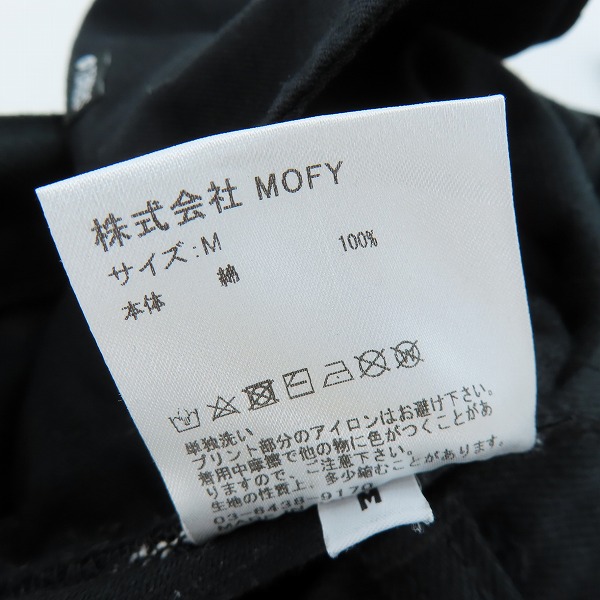 株式会社 MOFY
サイズ:M
本体 綿 100%
W
単独洗い
プリント部分のアイロンはお避け下さい。
着用中摩擦で他の物に色がつくことがあ
りますので、ご注意下さい。
生地の性質上、多少縮むことがあります。
03-6438-9170
M